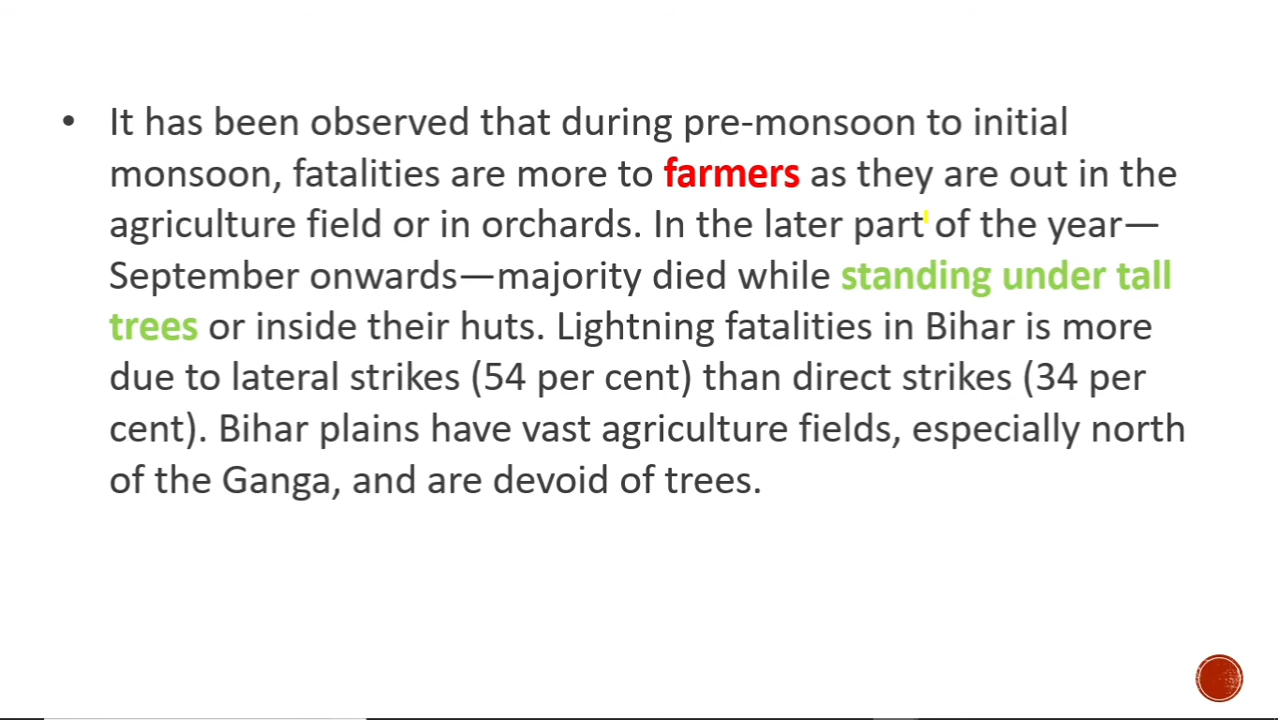 • It has been observed that during pre-monsoon to initial
monsoon, fatalities are more to farmers as they are out in the
agriculture field or in orchards. In the later part of the year—
September onwards—majority died while standing under tall
trees or inside their huts. Lightning fatalities in Bihar is more
due to lateral strikes (54 per cent) than direct strikes (34 per
cent). Bihar plains have vast agriculture fields, especially north
of the Ganga, and are devoid of trees.